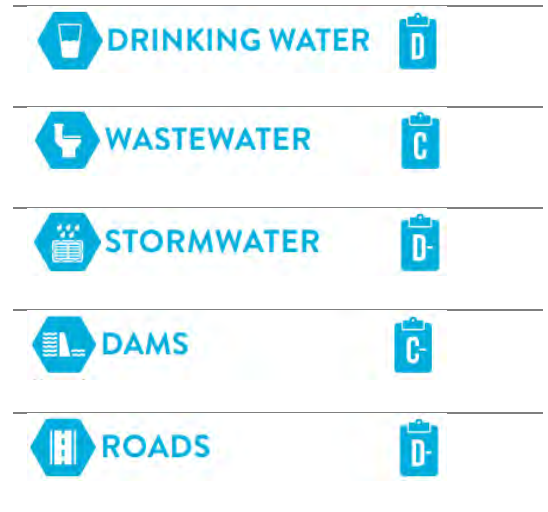 DRINKING WATER D
WASTEWATER C
STORMWATER D-
DAMS C-
ROADS D-